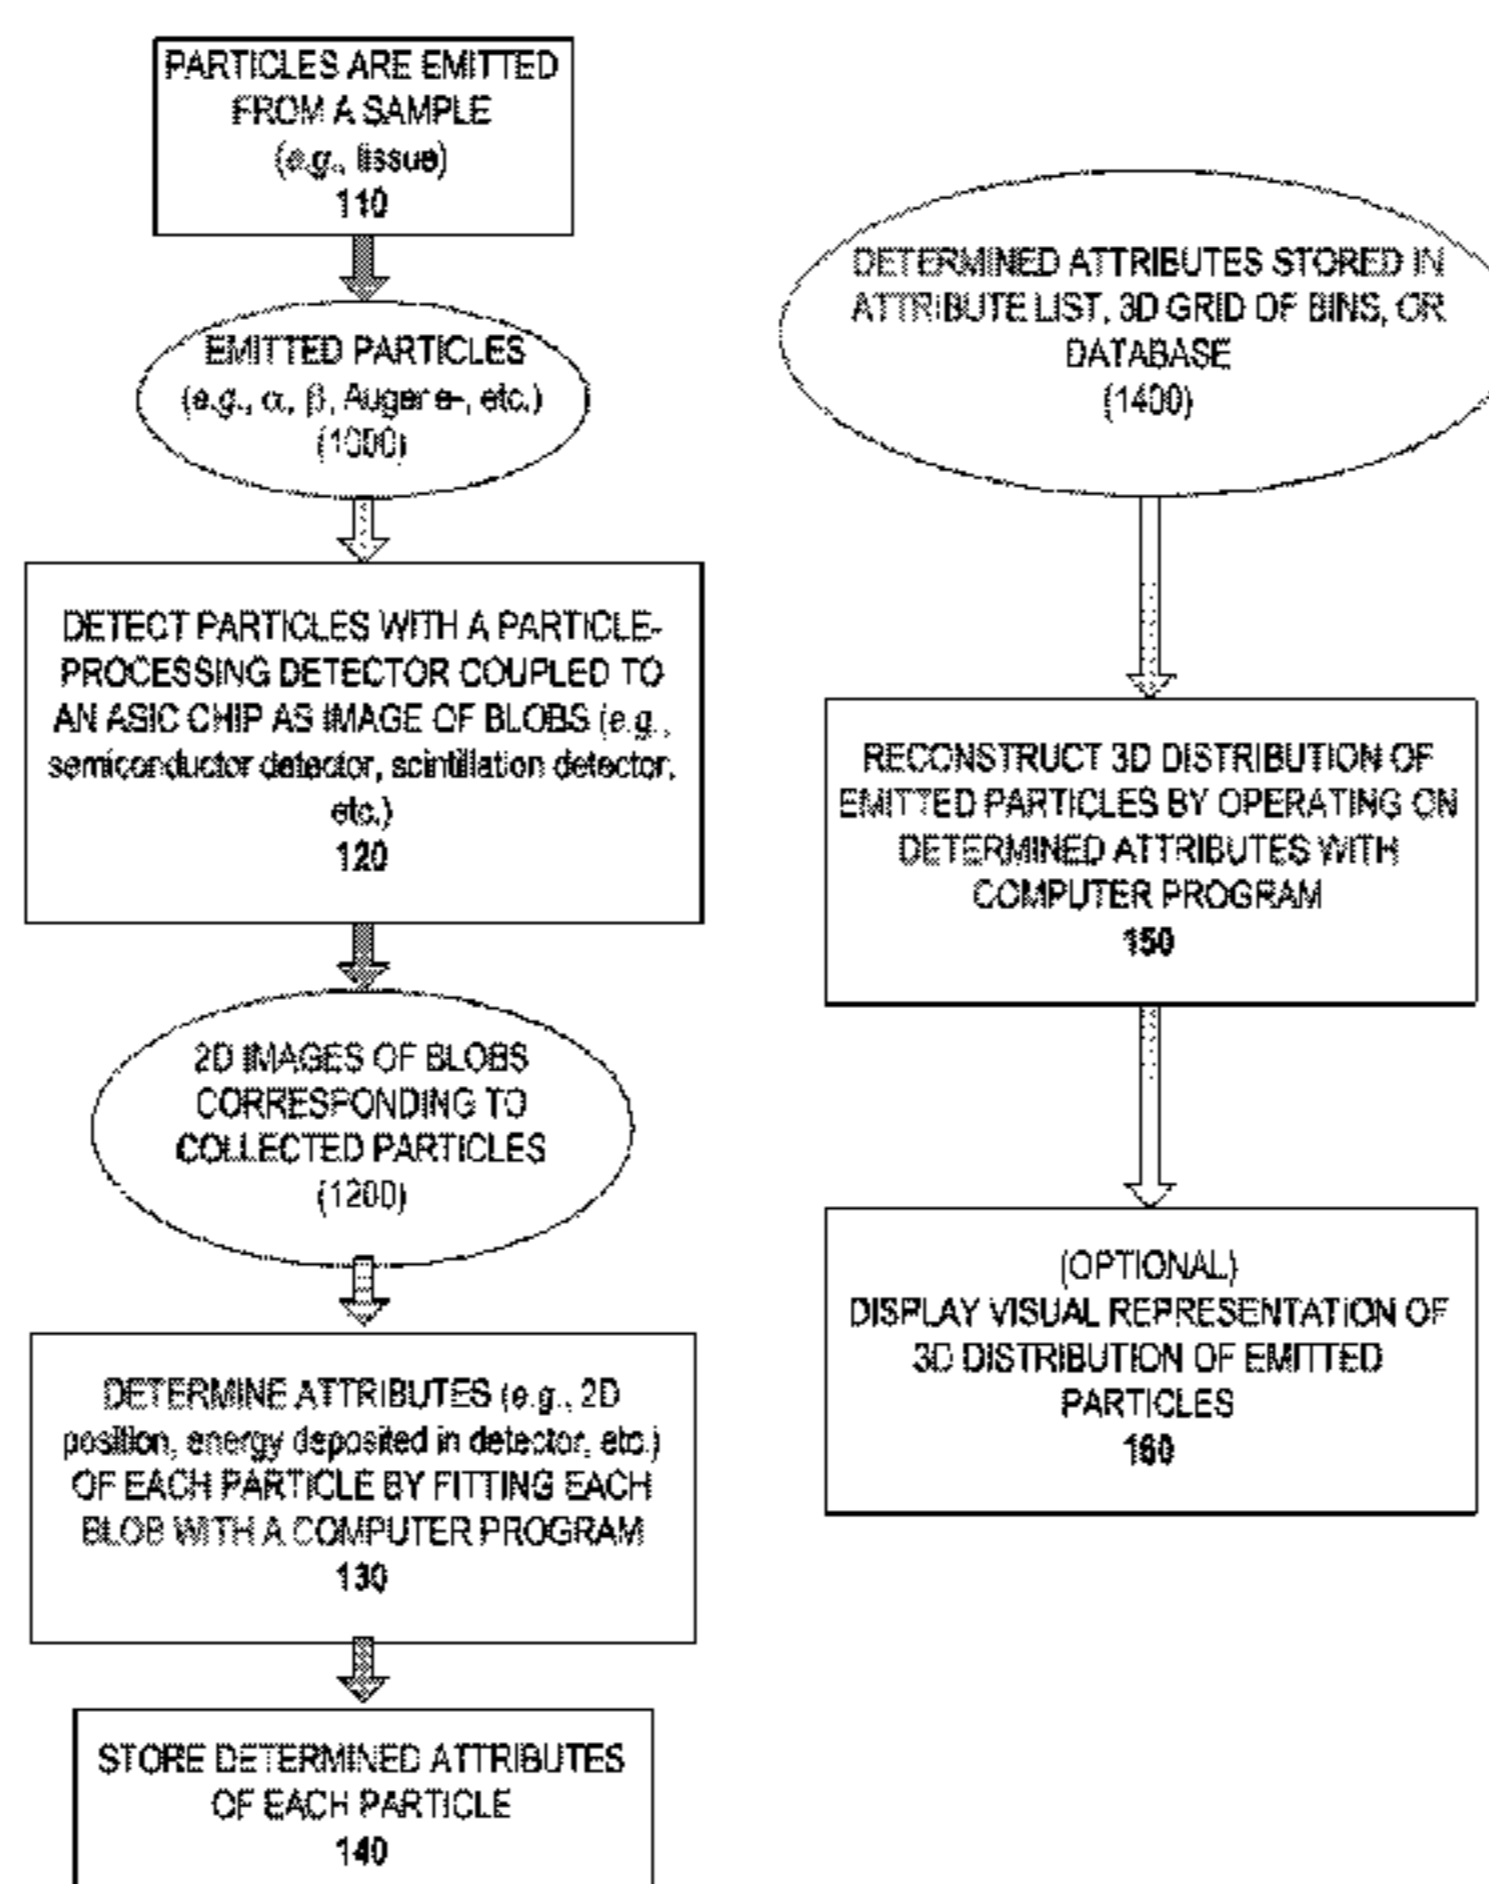 PARTICLES ARE EMITTED
FROM A SAMPLE
(e.g., tissue)
110
EMITTED PARTICLES
(e.g., α, β, Auger e-, etc.)
(1000)
DETECT PARTICLES WITH A PARTICLE-
PROCESSING DETECTOR COUPLED TO
AN ASIC CHIP AS IMAGE OF BLOBS (e.g.,
semiconductor detector, scintillation detector,
etc.)
120
2D IMAGES OF BLOBS
CORRESPONDING TO
COLLECTED PARTICLES
(1200)
DETERMINE ATTRIBUTES (e.g., 2D
position, energy deposited in detector, etc.)
OF EACH PARTICLE BY FITTING EACH
BLOB WITH A COMPUTER PROGRAM
130
STORE DETERMINED ATTRIBUTES
OF EACH PARTICLE
140
DETERMINED ATTRIBUTES STORED IN
ATTRIBUTE LIST, 3D GRID OF BINS, OR
DATABASE
(1400)
RECONSTRUCT 3D DISTRIBUTION OF
EMITTED PARTICLES BY OPERATING ON
DETERMINED ATTRIBUTES WITH
COMPUTER PROGRAM
150
(OPTIONAL)
DISPLAY VISUAL REPRESENTATION OF
3D DISTRIBUTION OF EMITTED
PARTICLES
160